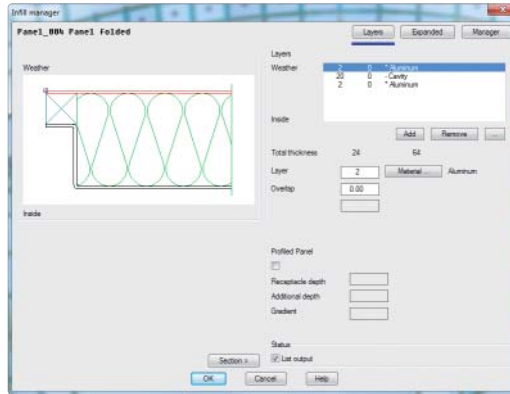 Infill manager
Panel_004 Panel Folded
Layers
Expanded
Manager
Layers
Weather
Weather
2 0 * Aluminum
20 0 - Cavity
2 0 * Aluminum
Inside
Add
Remove
...
Total thickness 24 64
Layer 2 Material ... Aluminum
Overlap 0.00
Inside
Profiled Panel
Receptacle depth
Additional depth
Gradient
Status
List output
Section >
OK
Cancel
Help